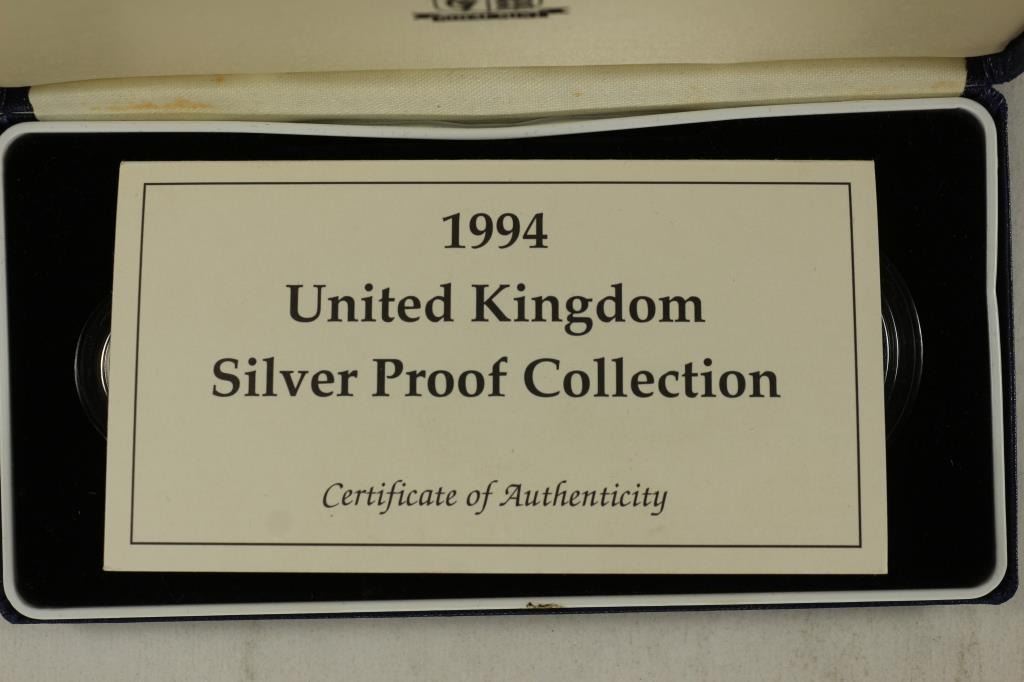 1994
United Kingdom
Silver Proof Collection
Certificate of Authenticity